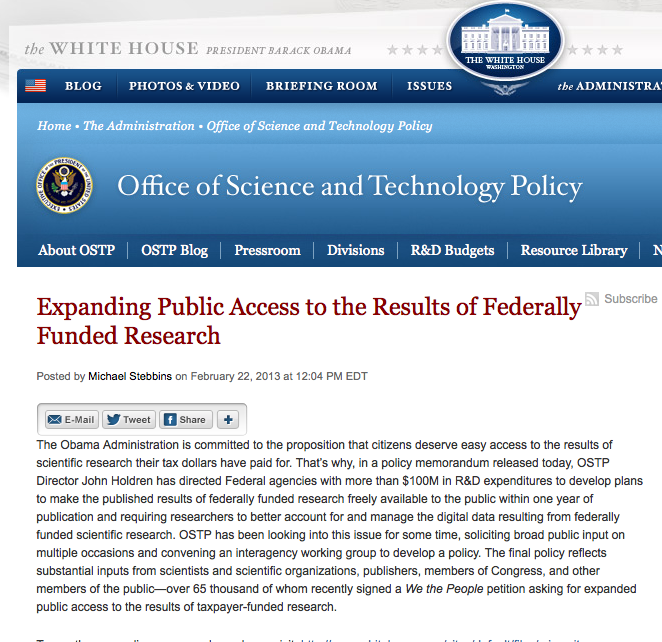 the WHITE HOUSE PRESIDENT BARACK OBAMA
THE WHITE HOUSE
WASHINGTON
BLOG PHOTOS & VIDEO BRIEFING ROOM ISSUES the ADMINISTRA
Home • The Administration • Office of Science and Technology Policy
Office of Science and Technology Policy
About OSTP OSTP Blog Pressroom Divisions R&D Budgets Resource Library N
Expanding Public Access to the Results of Federally
Subscribe
Funded Research
Posted by Michael Stebbins on February 22, 2013 at 12:04 PM EDT
E-Mail Tweet Share
The Obama Administration is committed to the proposition that citizens deserve easy access to the results of
scientific research their tax dollars have paid for. That's why, in a policy memorandum released today, OSTP
Director John Holdren has directed Federal agencies with more than $100M in R&D expenditures to develop plans
to make the published results of federally funded research freely available to the public within one year of
publication and requiring researchers to better account for and manage the digital data resulting from federally
funded scientific research. OSTP has been looking into this issue for some time, soliciting broad public input on
multiple occasions and convening an interagency working group to develop a policy. The final policy reflects
substantial inputs from scientists and scientific organizations, publishers, members of Congress, and other
members of the public—over 65 thousand of whom recently signed a We the People petition asking for expanded
public access to the results of taxpayer-funded research.